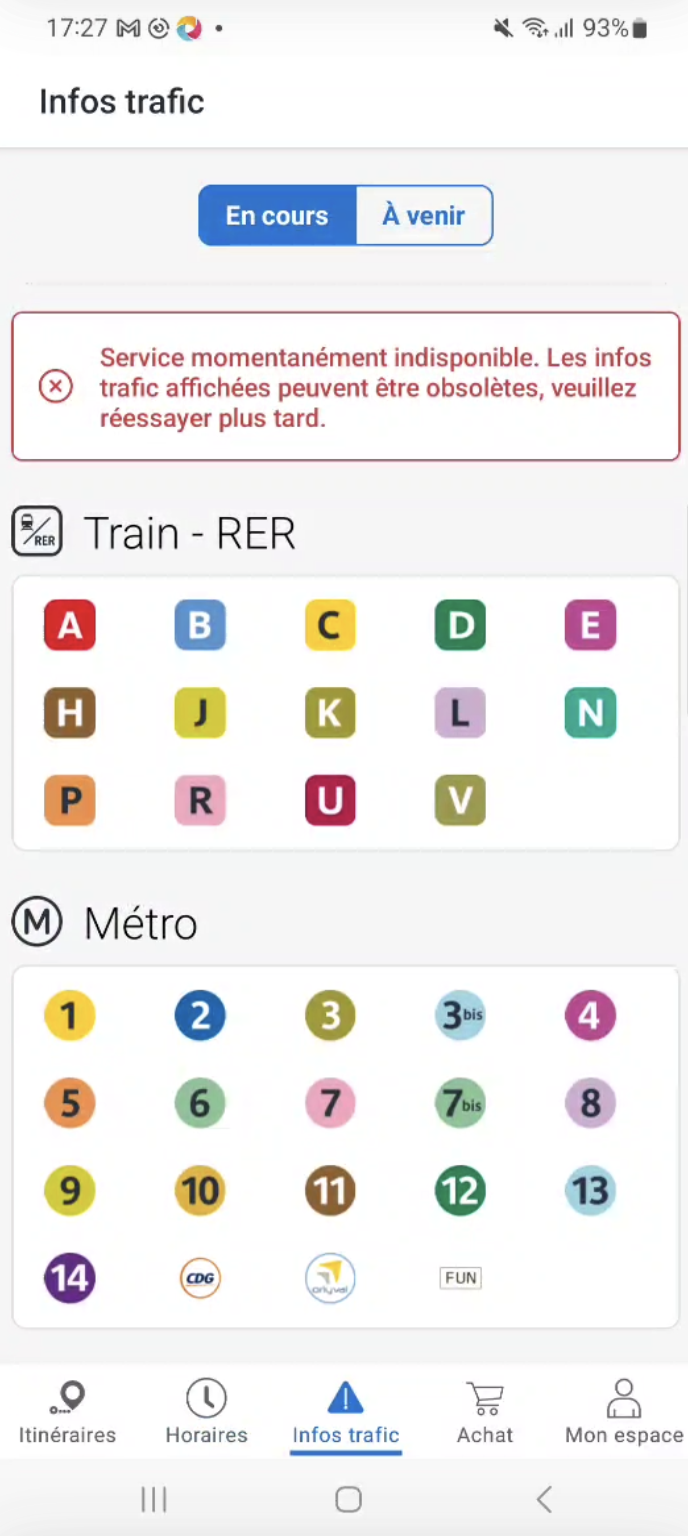 17:27 93%
Infos trafic
En cours À venir
Service momentanément indisponible. Les infos
trafic affichées peuvent être obsolètes, veuillez
réessayer plus tard.
RER Train - RER
A B C D E
H J K L N
P R U V
M Métro
1 2 3 3bis 4
5 6 7 7bis 8
9 10 11 12 13
14 CDG orlyval FUN
Itinéraires Horaires Infos trafic Achat Mon espace